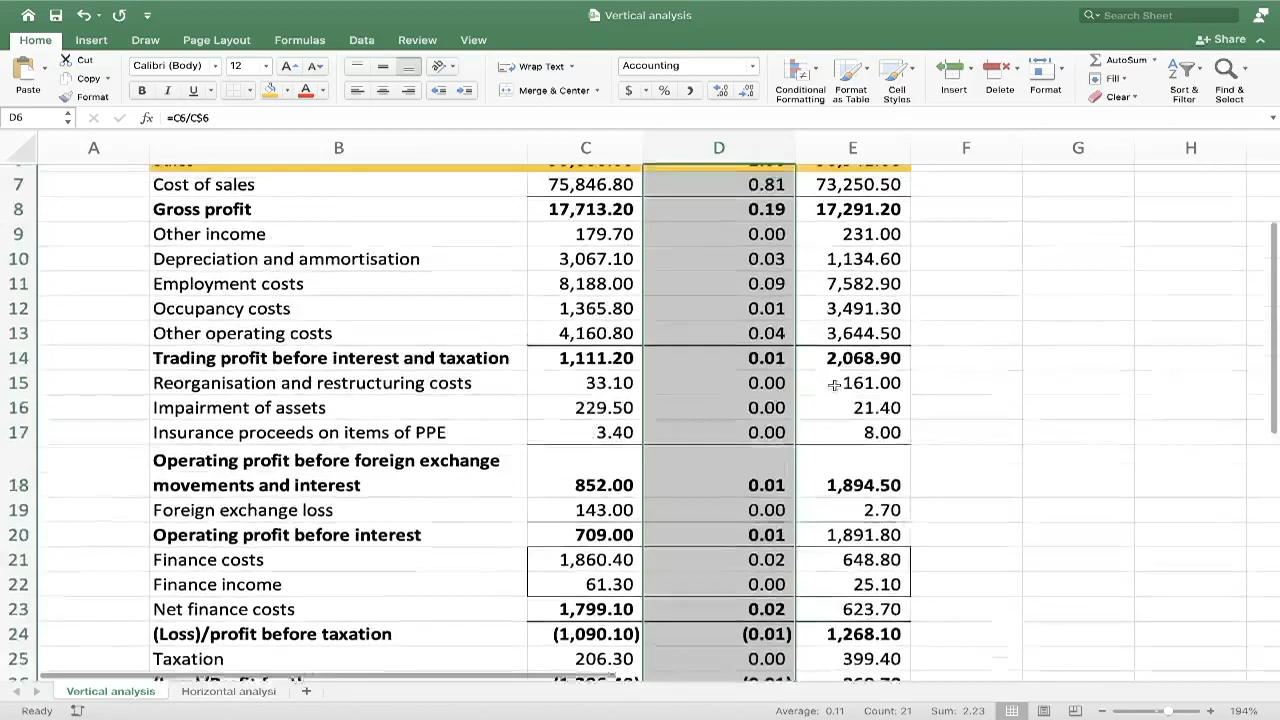 Vertical analysis
Search Sheet
Home Insert Draw Page Layout Formulas Data Review View Share
Paste Cut Copy Format
Calibri (Body) 12 A A
B I U A
Wrap Text
Merge & Center
Accounting
$ % )
Conditional Formatting
Format as Table
Cell Styles
Insert Delete Format
AutoSum
Fill
Clear
Sort & Filter
Find & Select
D6 fx =C6/C$6
A B C D E F G H
7 Cost of sales 75,846.80 0.81 73,250.50
8 Gross profit 17,713.20 0.19 17,291.20
9 Other income 179.70 0.00 231.00
10 Depreciation and ammortisation 3,067.10 0.03 1,134.60
11 Employment costs 8,188.00 0.09 7,582.90
12 Occupancy costs 1,365.80 0.01 3,491.30
13 Other operating costs 4,160.80 0.04 3,644.50
14 Trading profit before interest and taxation 1,111.20 0.01 2,068.90
15 Reorganisation and restructuring costs 33.10 0.00 161.00
16 Impairment of assets 229.50 0.00 21.40
17 Insurance proceeds on items of PPE 3.40 0.00 8.00
Operating profit before foreign exchange
18 movements and interest 852.00 0.01 1,894.50
19 Foreign exchange loss 143.00 0.00 2.70
20 Operating profit before interest 709.00 0.01 1,891.80
21 Finance costs 1,860.40 0.02 648.80
22 Finance income 61.30 0.00 25.10
23 Net finance costs 1,799.10 0.02 623.70
24 (Loss)/profit before taxation (1,090.10) (0.01) 1,268.10
25 Taxation 206.30 0.00 399.40
Vertical analysis Horizontal analysi +
Ready Average: 0.11 Count: 21 Sum: 2.23 194%